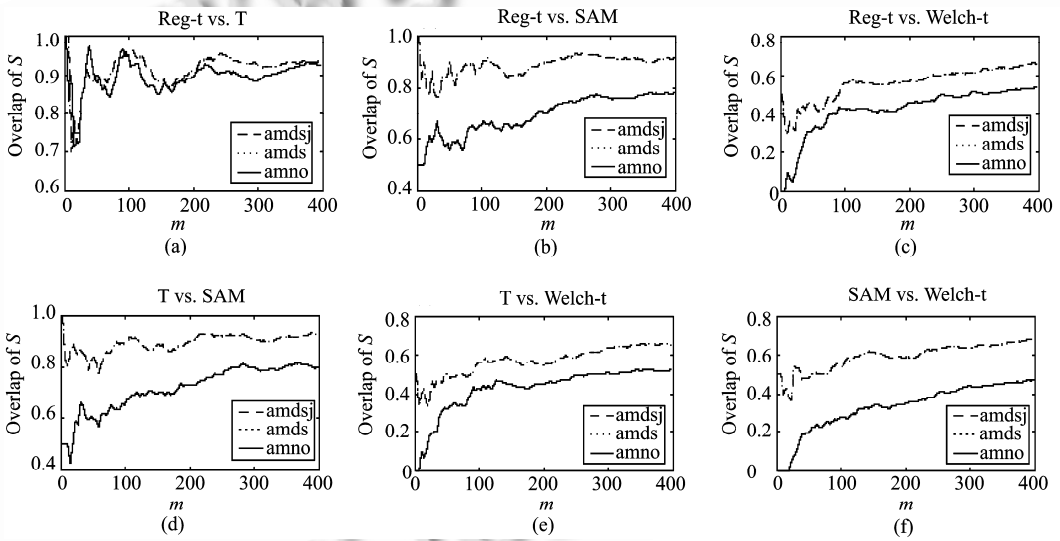 Reg-t vs. T
1.0
0.9
0.8
0.7
0.6
Overlap of S
amdsj
amds
amno
0 100 200 300 400
m
(a)
Reg-t vs. SAM
1.0
0.8
0.6
0.4
Overlap of S
amdsj
amds
amno
0 100 200 300 400
m
(b)
Reg-t vs. Welch-t
0.8
0.6
0.4
0.2
0
Overlap of S
amdsj
amds
amno
0 100 200 300 400
m
(c)
T vs. SAM
1.0
0.8
0.6
0.4
Overlap of S
amdsj
amds
amno
0 100 200 300 400
m
(d)
T vs. Welch-t
0.8
0.6
0.4
0.2
0
Overlap of S
amdsj
amds
amno
0 100 200 300 400
m
(e)
SAM vs. Welch-t
0.8
0.6
0.4
0.2
0
Overlap of S
amdsj
amds
amno
0 100 200 300 400
m
(f)